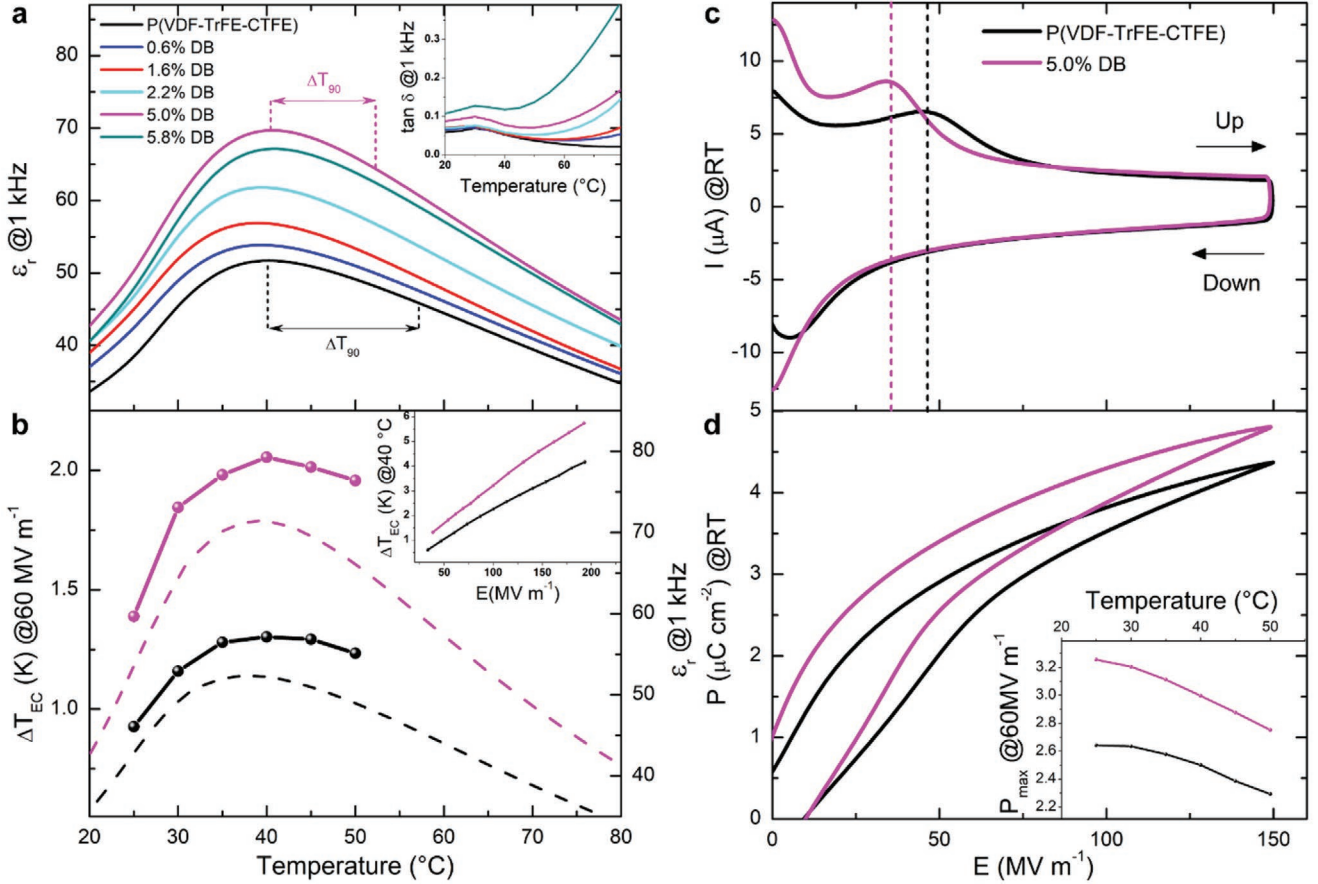 a
P(VDF-TrFE-CTFE)
0.6% DB
1.6% DB
2.2% DB
5.0% DB
5.8% DB
ΔT90
ΔT90
εr @1 kHz
80
70
60
50
40
tan δ @1 kHz
0.3
0.2
0.1
0.0
20 40 60
Temperature (°C)
b
ΔTEC (K) @60 MV m-1
2.0
1.5
1.0
20 30 40 50 60 70 80
Temperature (°C)
εr @1 kHz
80
70
60
50
40
ΔTEC (K) @40 °C
6
5
4
3
2
1
50 100 150 200
E(MV m-1)
c
P(VDF-TrFE-CTFE)
5.0% DB
Up
Down
I (μA) @RT
10
5
0
-5
-10
d
P (μC cm-2) @RT
5
4
3
2
1
0
0 50 100 150
E (MV m-1)
Temperature (°C)
20 30 40 50
Pmax @60MV m-1
3.2
3.0
2.8
2.6
2.4
2.2